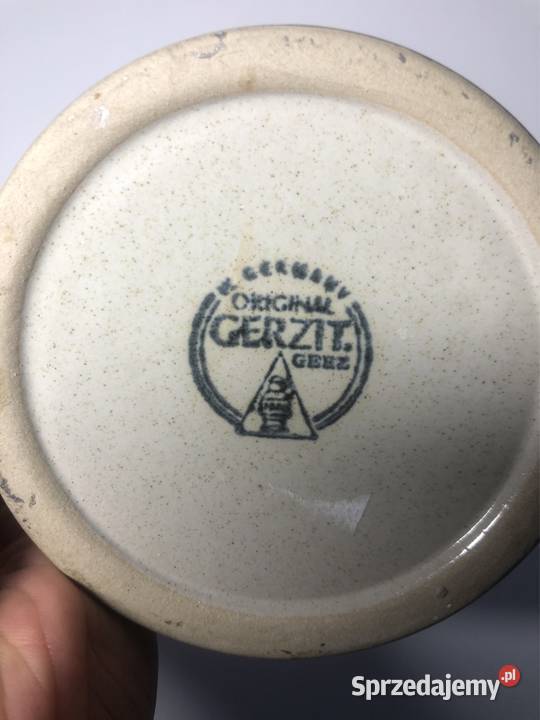 W. GERMANY
ORIGINAL
GERZIT.
GERZ
Sprzedajemy.pl